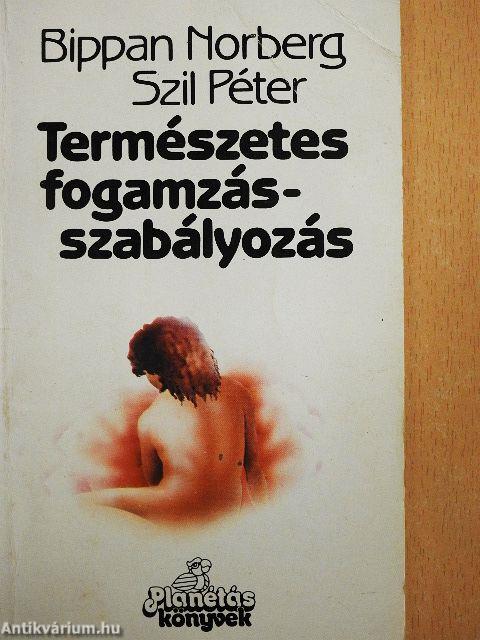 Bippan Norberg
Szil Péter
Természetes
fogamzás-
szabályozás
Planétás
könyvek
Antikvárium.hu